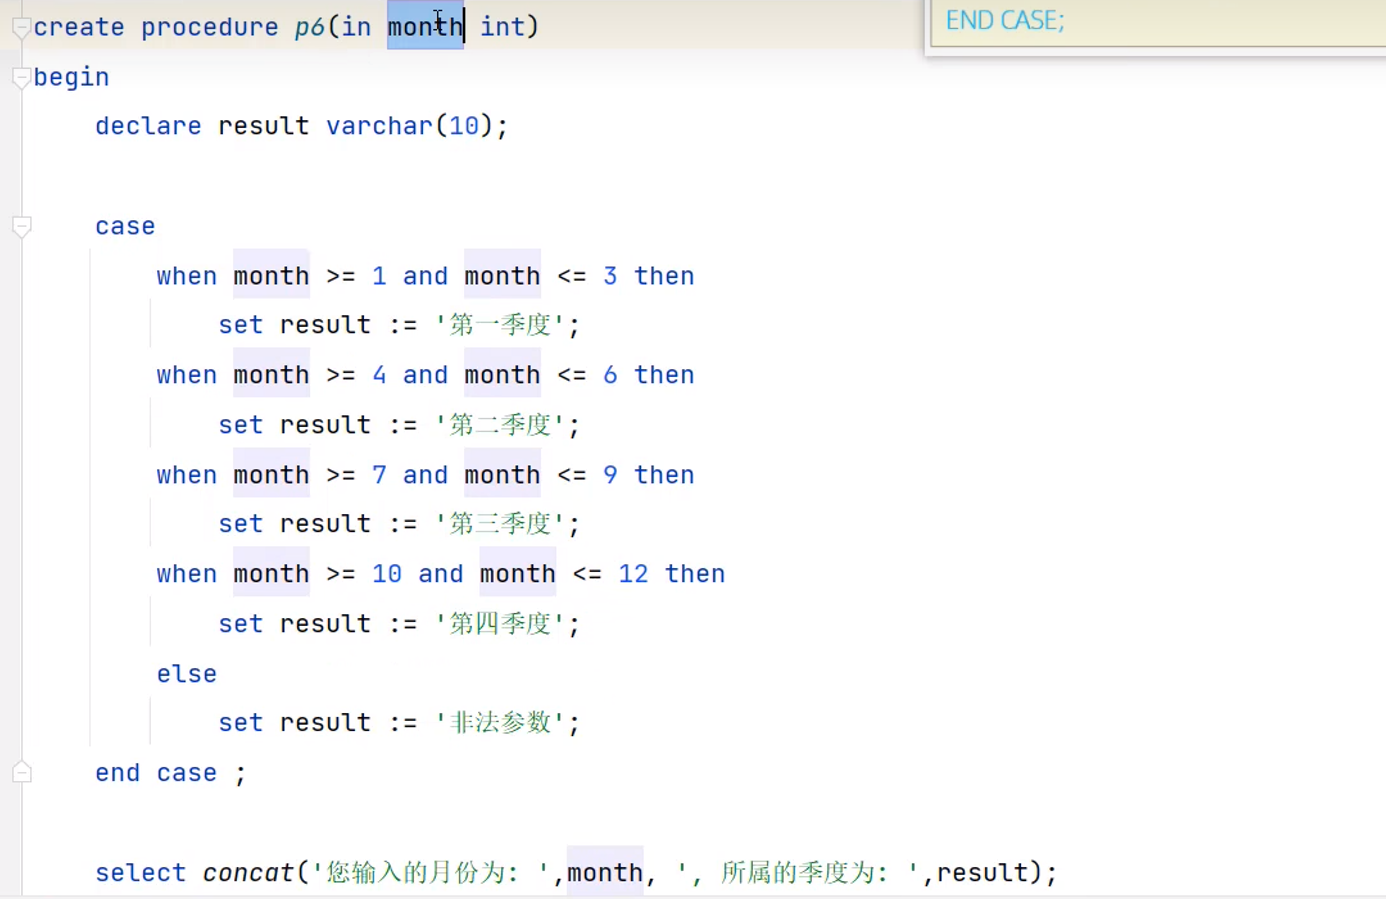 create procedure p6(in month int)
END CASE;
begin
declare result varchar(10);
case
when month >= 1 and month <= 3 then
set result := '第一季度';
when month >= 4 and month <= 6 then
set result := '第二季度';
when month >= 7 and month <= 9 then
set result := '第三季度';
when month >= 10 and month <= 12 then
set result := '第四季度';
else
set result := '非法参数';
end case ;
select concat('您输入的月份为: ',month, ', 所属的季度为: ',result);